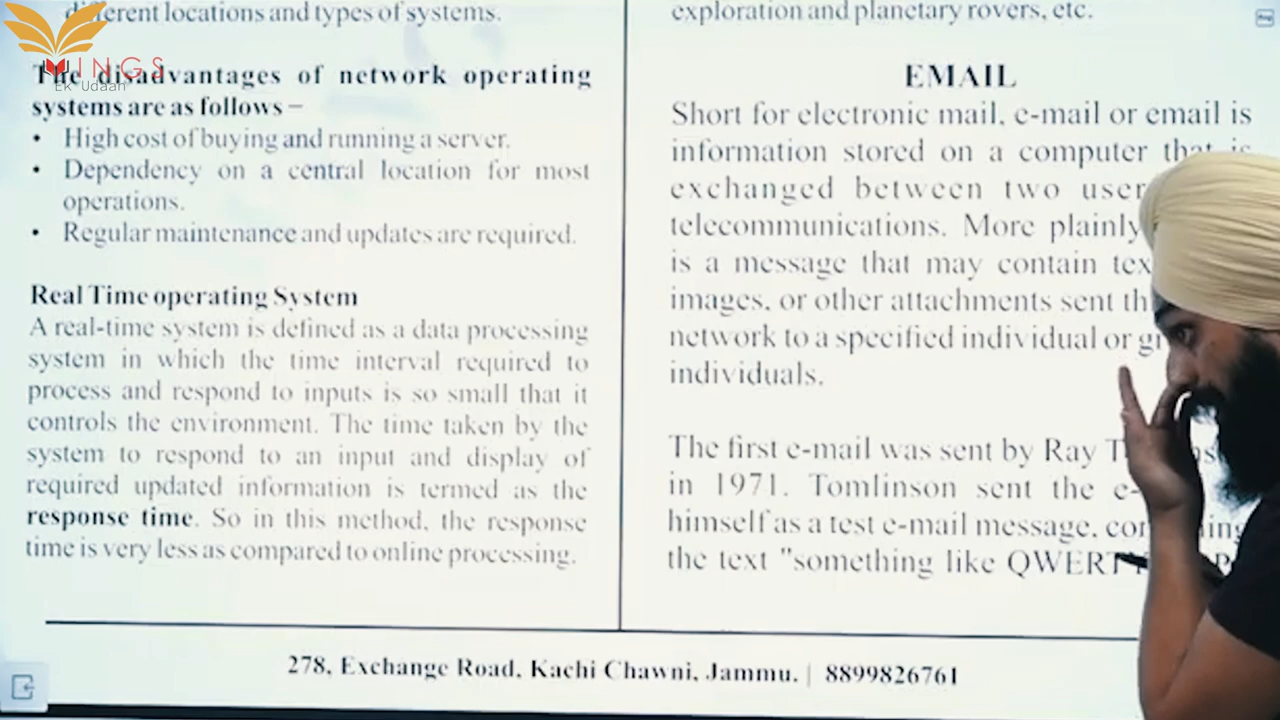 different locations and types of systems.
The disadvantages of network operating
systems are as follows –
• High cost of buying and running a server.
• Dependency on a central location for most
operations.
• Regular maintenance and updates are required.
Real Time operating System
A real-time system is defined as a data processing
system in which the time interval required to
process and respond to inputs is so small that it
controls the environment. The time taken by the
system to respond to an input and display of
required updated information is termed as the
response time. So in this method, the response
time is very less as compared to online processing.
exploration and planetary rovers, etc.
EMAIL
Short for electronic mail, e-mail or email is
information stored on a computer that is
exchanged between two user
telecommunications. More plainly
is a message that may contain tex
images, or other attachments sent th
network to a specified individual or gr
individuals.
The first e-mail was sent by Ray T
in 1971. Tomlinson sent the e-
himself as a test e-mail message, con ing
the text "something like QWERT
278, Exchange Road, Kachi Chawni, Jammu. | 8899826761
WINGS
Ek Udaan